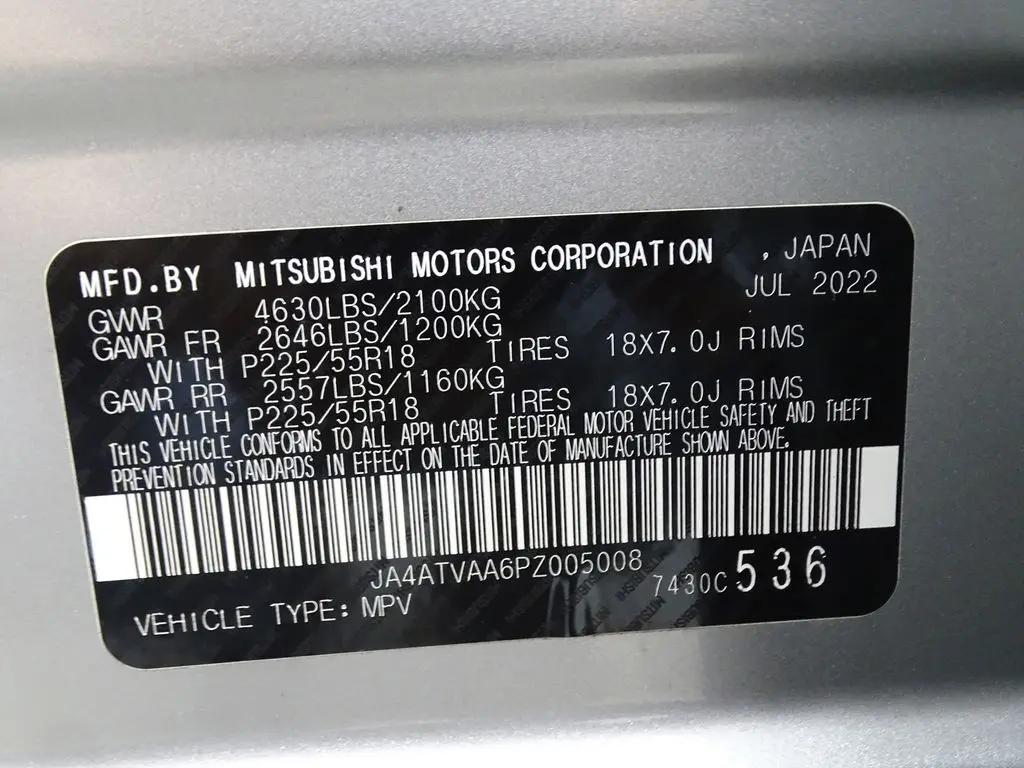 MFD.BY MITSUBISHI MOTORS CORPORATION , JAPAN
GVWR 4630LBS/2100KG JUL 2022
GAWR FR 2646LBS/1200KG
WITH P225/55R18 TIRES 18X7.0J RIMS
GAWR RR 2557LBS/1160KG
WITH P225/55R18 TIRES 18X7.0J RIMS
THIS VEHICLE CONFORMS TO ALL APPLICABLE FEDERAL MOTOR VEHICLE SAFETY AND THEFT
PREVENTION STANDARDS IN EFFECT ON THE DATE OF MANUFACTURE SHOWN ABOVE.
JA4ATVAA6PZ005008 7430C 536
VEHICLE TYPE: MPV